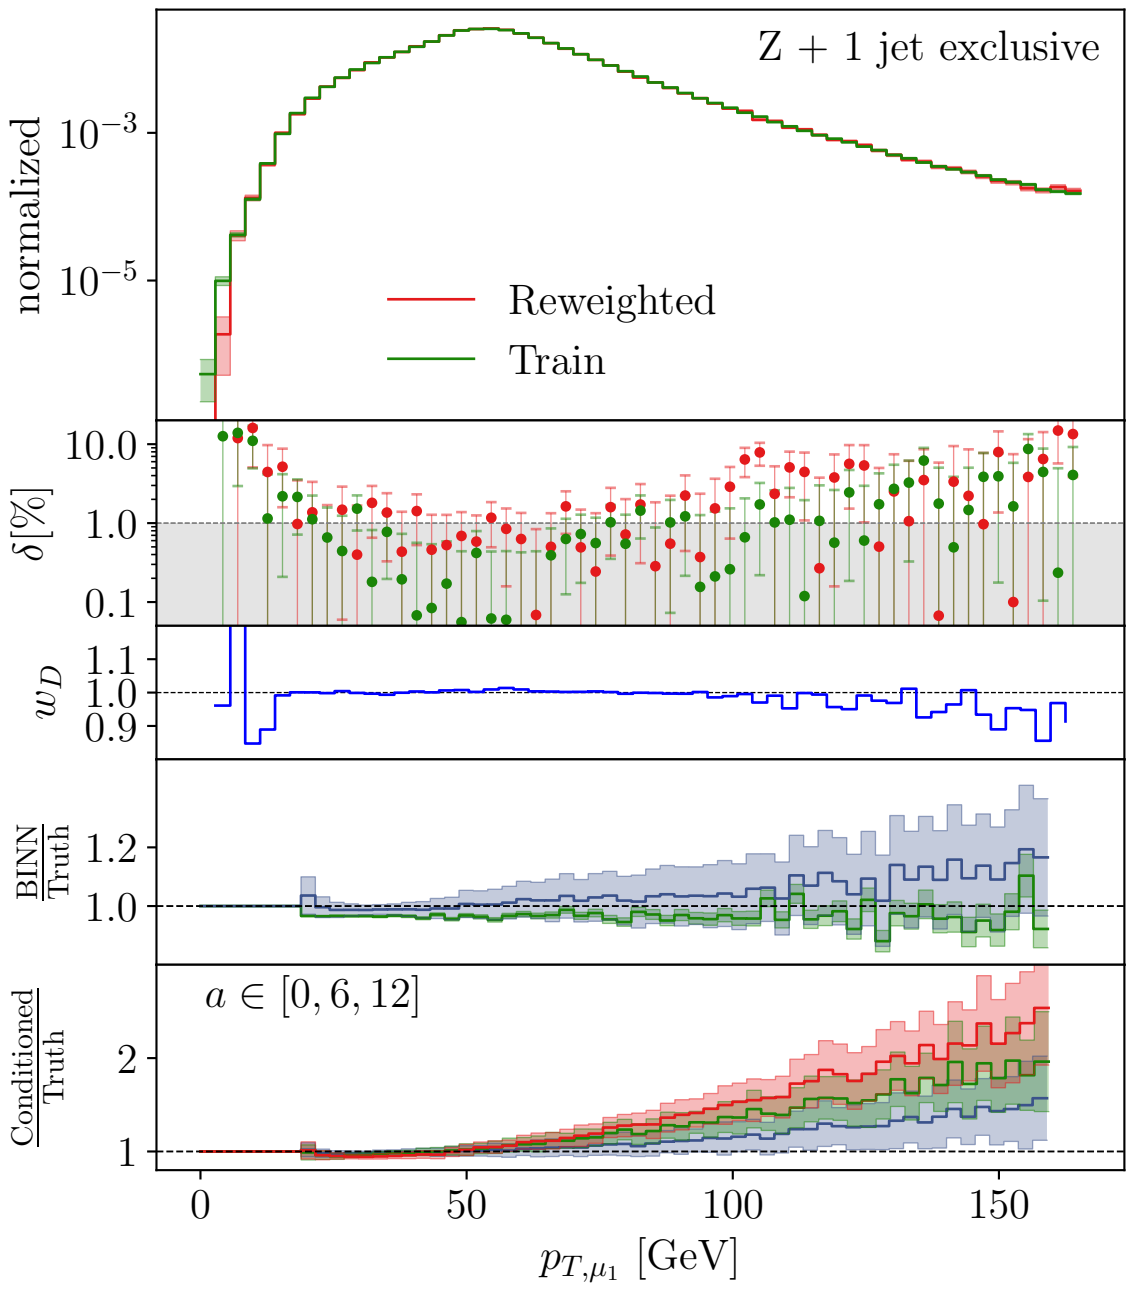 Z + 1 jet exclusive
normalized
10⁻³
10⁻⁵
Reweighted
Train
δ[%]
10.0
1.0
0.1
w_D
1.1
1.0
0.9
BINN
Truth
1.2
1.0
Conditioned
Truth
a ∈ [0, 6, 12]
2
1
0 50 100 150
p_{T,μ₁} [GeV]